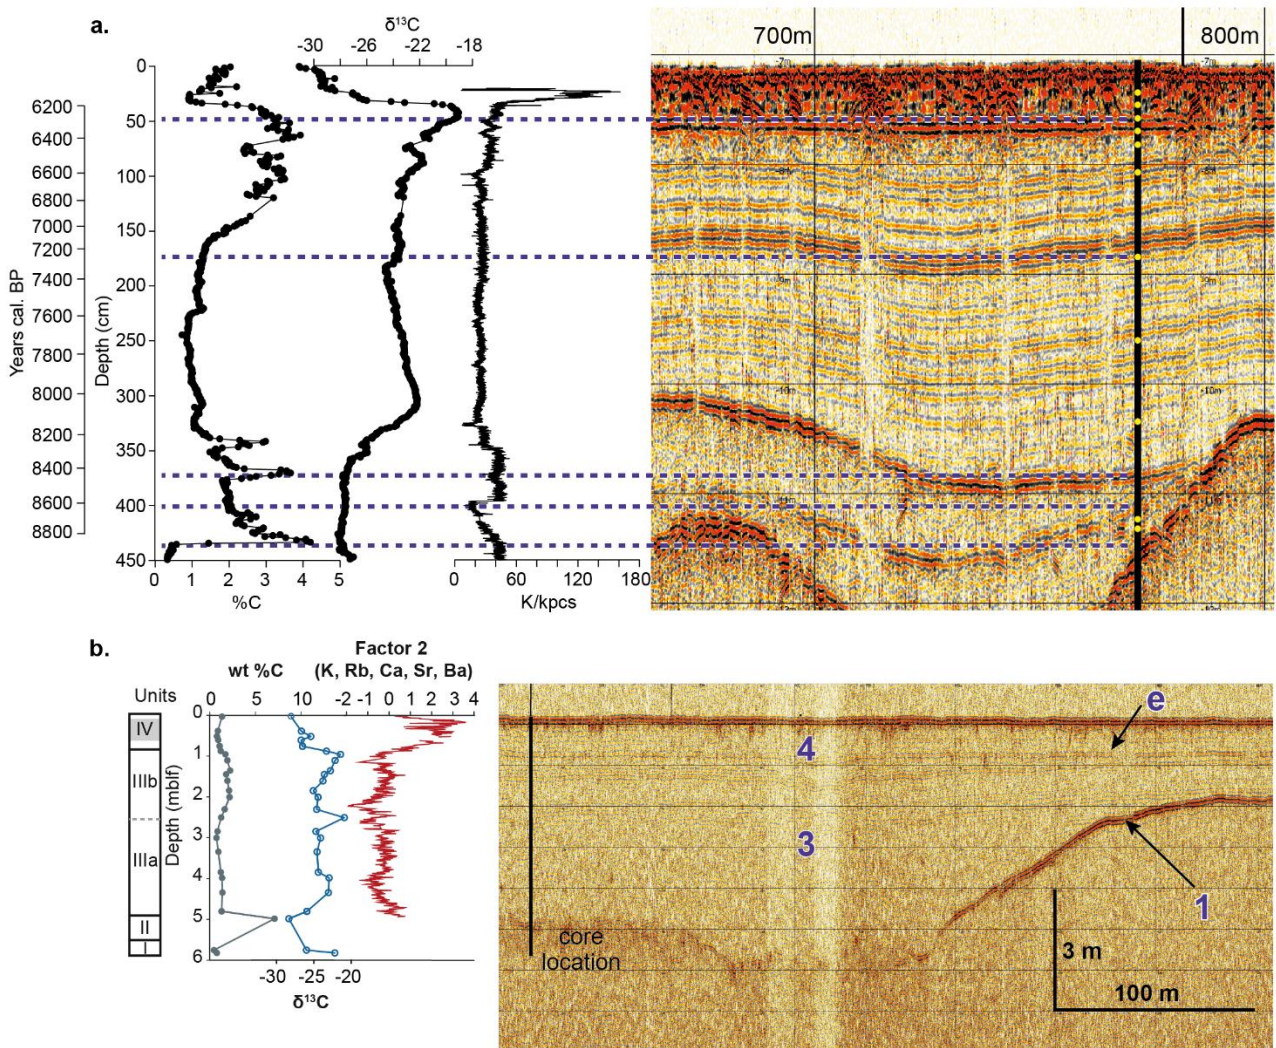 a.
δ¹³C
-30 -26 -22 -18
700m
800m
-7m
-7m
0
50
100
150
200
250
300
350
400
450
Depth (cm)
6200
6400
6600
6800
7000
7200
7400
7600
7800
8000
8200
8400
8600
8800
Years cal. BP
0 1 2 3 4 5
%C
0 60 120 180
K/kpcs
-10m
-10m
b.
Factor 2
(K, Rb, Ca, Sr, Ba)
wt %C
Units
0 5 10
-2 -1 0 1 2 3 4
IV
IIIb
IIIa
II
I
0
1
2
3
4
5
6
Depth (mblf)
-30 -25 -20
δ¹³C
e
4
3
1
core
location
3 m
100 m